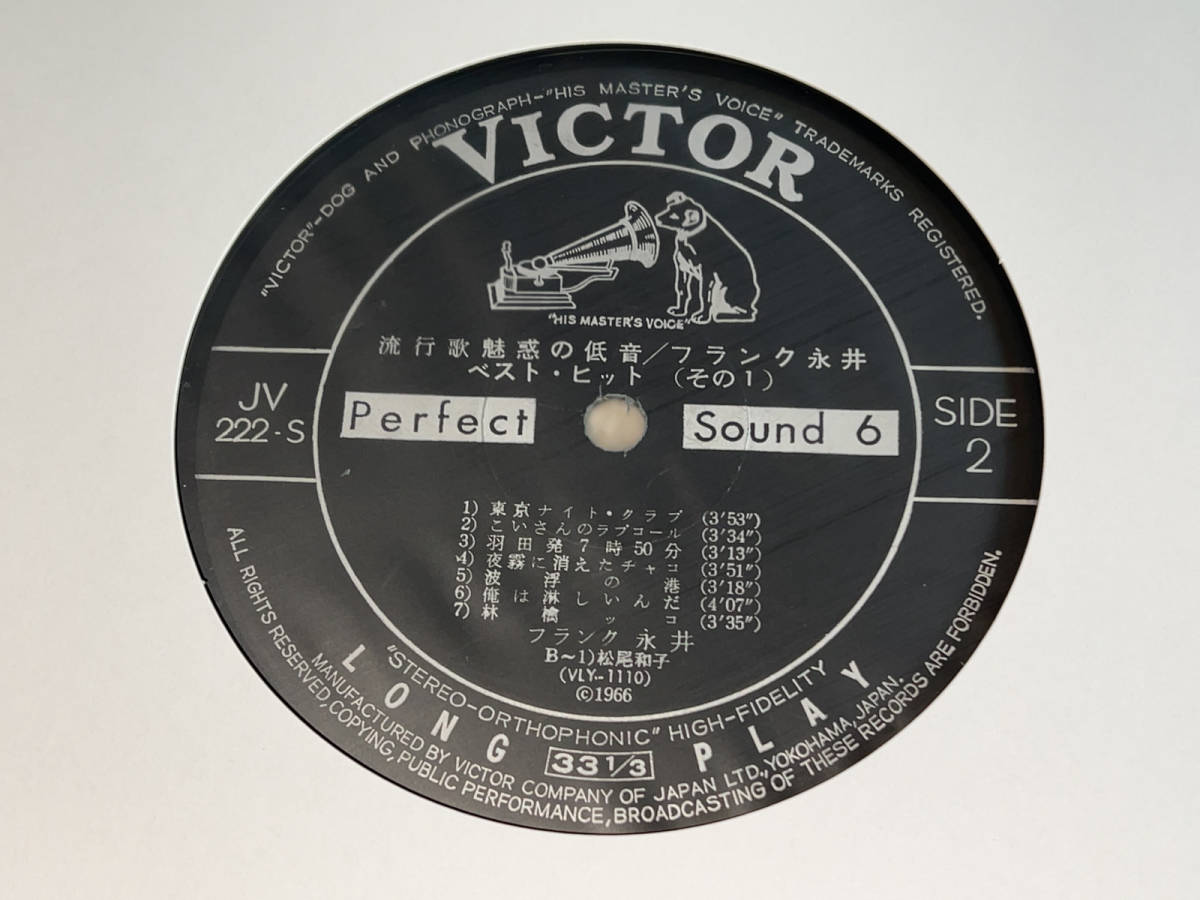 "VICTOR"-DOG AND PHONOGRAPH-"HIS MASTER'S VOICE" TRADEMARKS REGISTERED.
VICTOR
"HIS MASTER'S VOICE"
流行歌魅惑の低音/フランク永井
ベスト・ヒット (その1)
JV
222-S
Perfect Sound 6
SIDE
2
1) 東京ナイト・クラブ (3'53")
2) こいさんのラブコール (3'34")
3) 羽田発7時50分 (3'13")
4) 夜霧に消えたチャコ (3'51")
5) 波浮の港 (3'18")
6) 俺は淋しいんだ (4'07")
7) 林檎ッコ (3'35")
フランク永井
B~1)松尾和子
(VLY-1110)
©1966
"STEREO-ORTHOPHONIC" HIGH-FIDELITY
LONG 33 1/3 PLAY
MANUFACTURED BY VICTOR COMPANY OF JAPAN LTD., YOKOHAMA, JAPAN.
ALL RIGHTS RESERVED, COPYING, PUBLIC PERFORMANCE, BROADCASTING OF THESE RECORDS ARE FORBIDDEN.